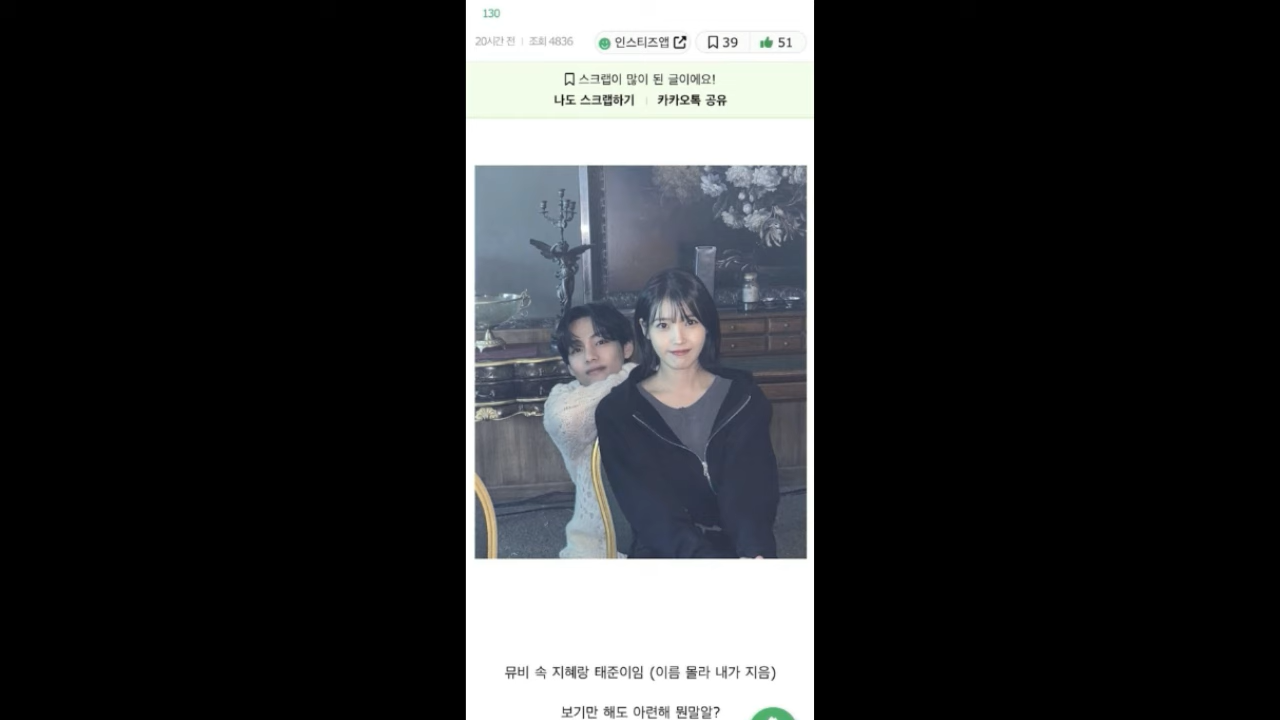 130
20시간 전 | 조회 4836 인스티즈앱 39 51
스크랩이 많이 된 글이에요!
나도 스크랩하기 | 카카오톡 공유
뮤비 속 지혜랑 태준이임 (이름 몰라 내가 지음)
보기만 해도 아련해 뭔말알?